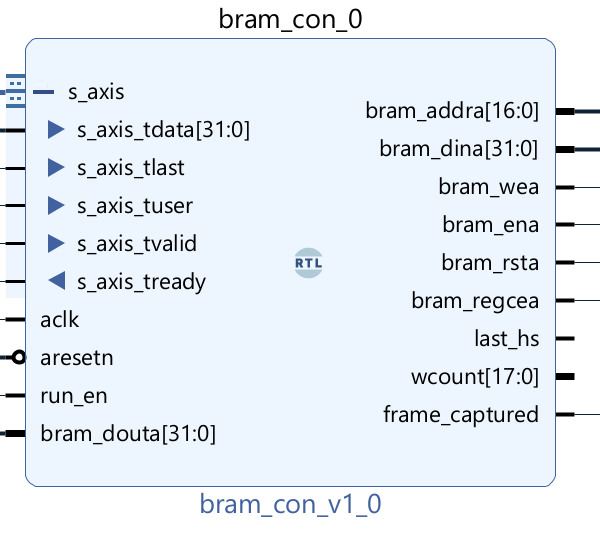 bram_con_0
s_axis
s_axis_tdata[31:0]
s_axis_tlast
s_axis_tuser
s_axis_tvalid
s_axis_tready
aclk
aresetn
run_en
bram_douta[31:0]
RTL
bram_addra[16:0]
bram_dina[31:0]
bram_wea
bram_ena
bram_rsta
bram_regcea
last_hs
wcount[17:0]
frame_captured
bram_con_v1_0